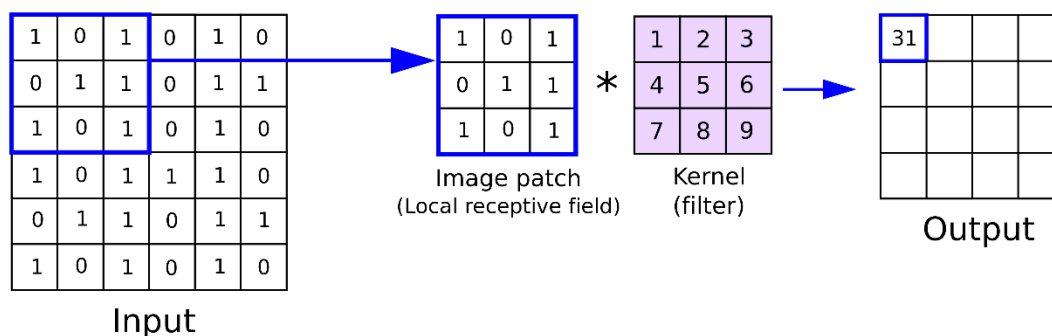 1 0 1 0 1 0
0 1 1 0 1 1
1 0 1 0 1 0
1 0 1 1 1 0
0 1 1 0 1 1
1 0 1 0 1 0
Input
1 0 1
0 1 1
1 0 1
Image patch
(Local receptive field)
*
1 2 3
4 5 6
7 8 9
Kernel
(filter)
31
Output